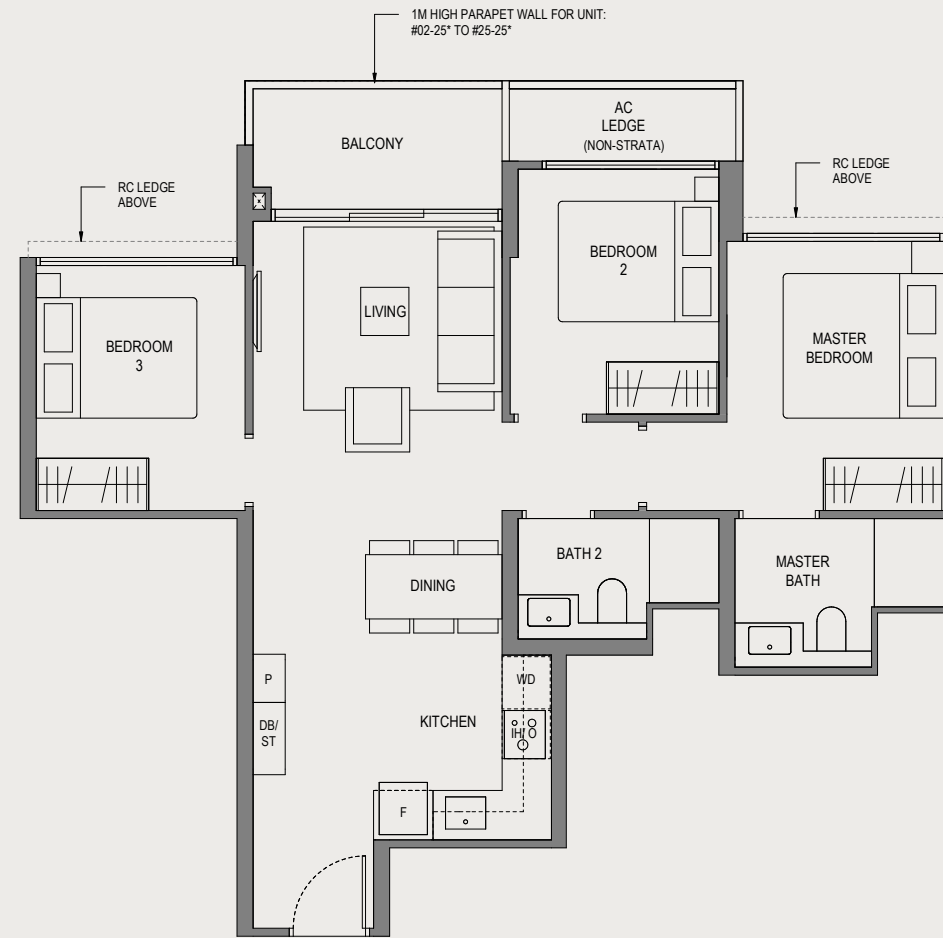 1M HIGH PARAPET WALL FOR UNIT:
#02-25* TO #25-25*
AC
LEDGE
(NON-STRATA)
BALCONY
RC LEDGE
ABOVE
RC LEDGE
ABOVE
BEDROOM
2
LIVING
BEDROOM
3
MASTER
BEDROOM
BATH 2
MASTER
BATH
DINING
P
WD
DB/
ST
KITCHEN
IH/O
F